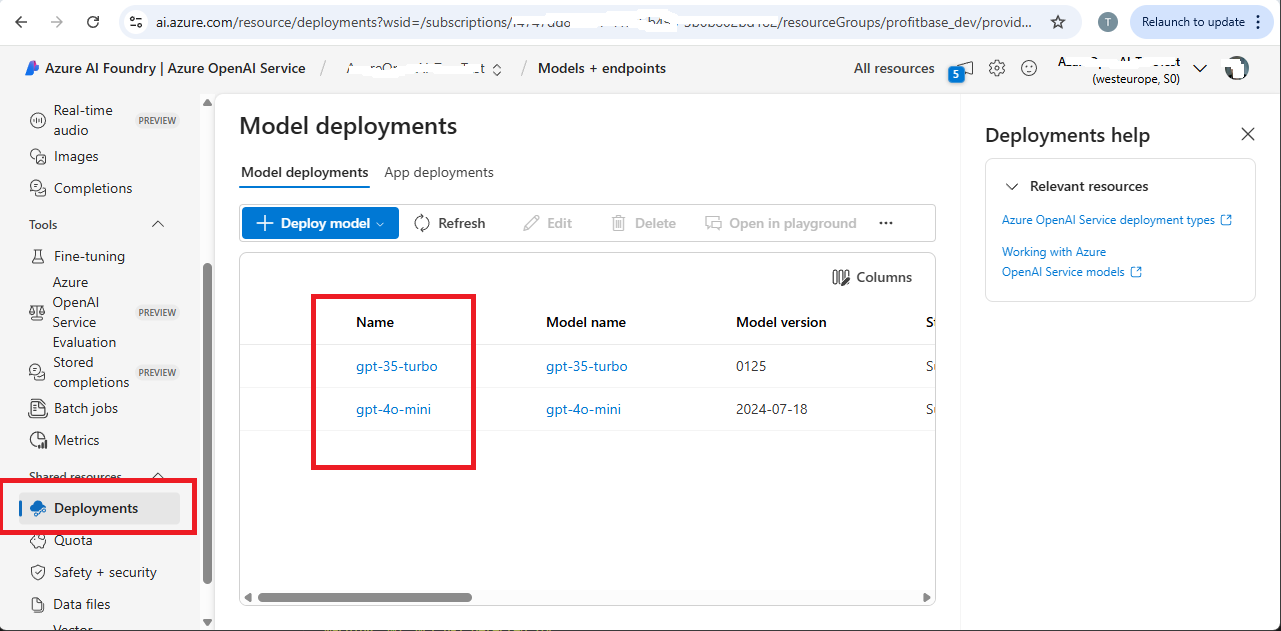 ai.azure.com/resource/deployments?wsid=/subscriptions/ /resourceGroups/profitbase_dev/provid...
T
Relaunch to update
Azure AI Foundry | Azure OpenAI Service / / Models + endpoints
All resources
5
(westeurope, S0)
Real-time
audio
PREVIEW
Images
Completions
Tools
Fine-tuning
Azure
OpenAI
Service
Evaluation
PREVIEW
Stored
completions
PREVIEW
Batch jobs
Metrics
Shared resources
Deployments
Quota
Safety + security
Data files
Vector
Model deployments
Model deployments
App deployments
Deploy model
Refresh
Edit
Delete
Open in playground
...
Columns
Name
Model name
Model version
gpt-35-turbo
gpt-35-turbo
0125
gpt-4o-mini
gpt-4o-mini
2024-07-18
Deployments help
Relevant resources
Azure OpenAI Service deployment types
Working with Azure
OpenAI Service models